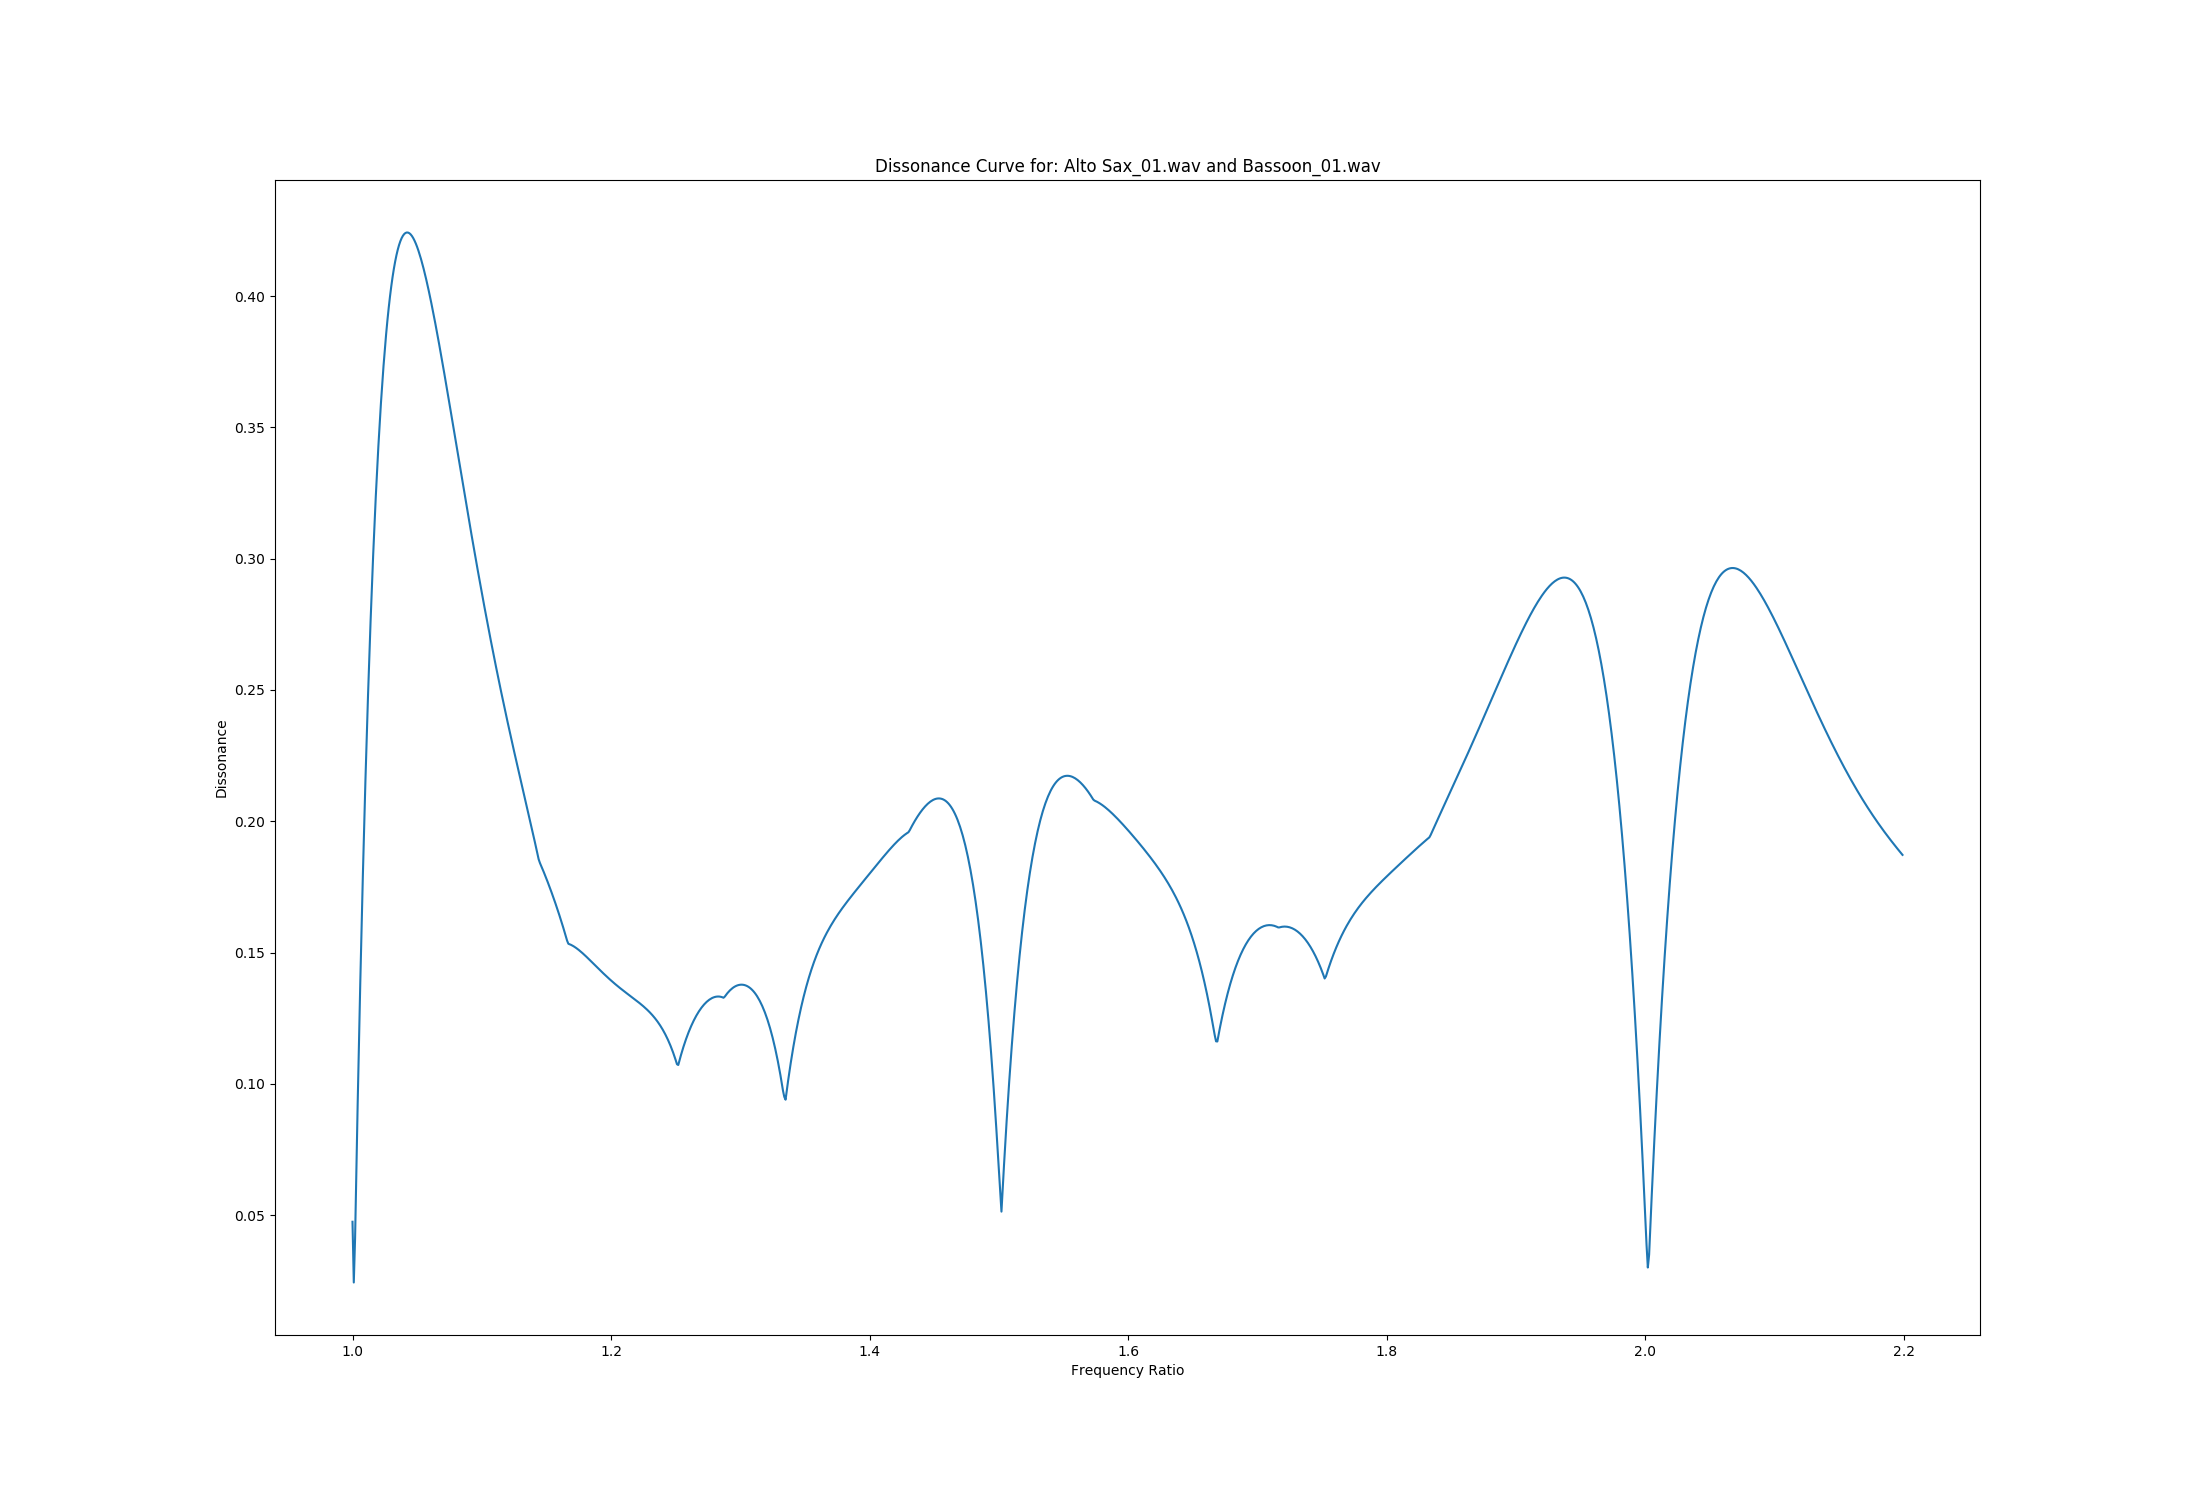 Dissonance Curve for: Alto Sax_01.wav and Bassoon_01.wav
0.40
0.35
0.30
0.25
0.20
0.15
0.10
0.05
Dissonance
1.0 1.2 1.4 1.6 1.8 2.0 2.2
Frequency Ratio